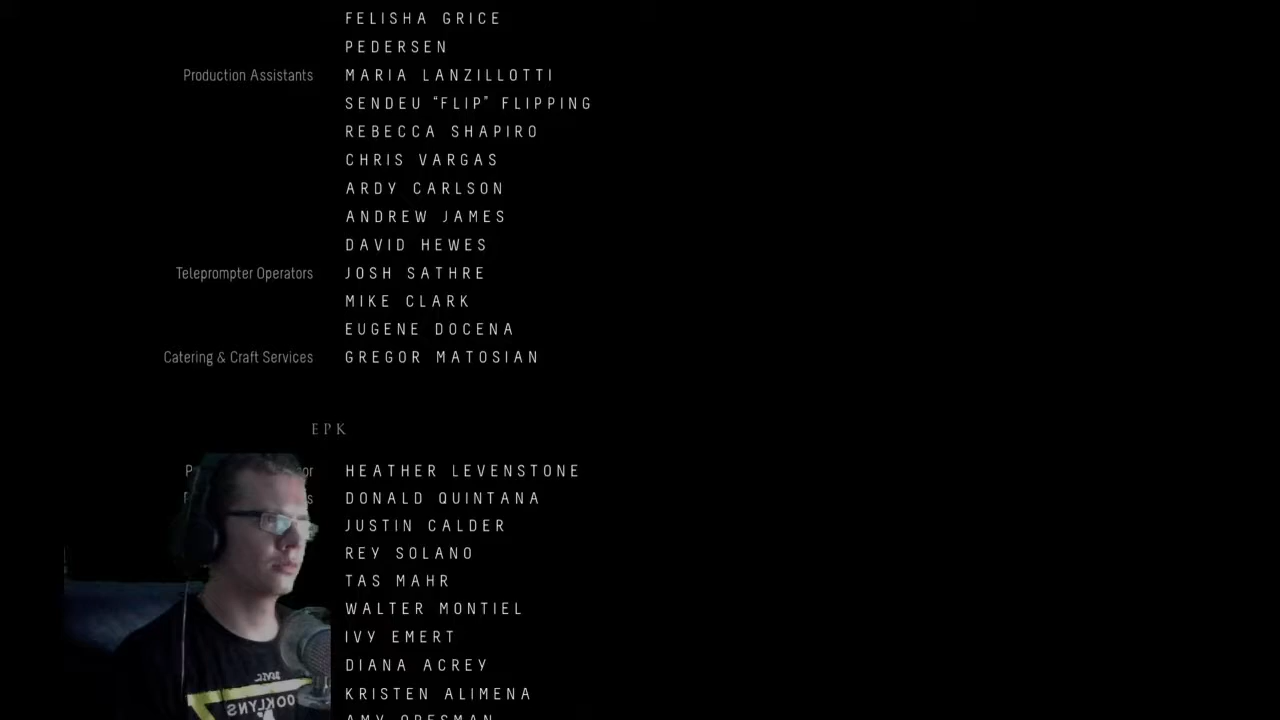 FELISHA GRICE
PEDERSEN
Production Assistants MARIA LANZILLOTTI
SENDEU “FLIP” FLIPPING
REBECCA SHAPIRO
CHRIS VARGAS
ARDY CARLSON
ANDREW JAMES
DAVID HEWES
Teleprompter Operators JOSH SATHRE
MIKE CLARK
EUGENE DOCENA
Catering & Craft Services GREGOR MATOSIAN
EPK
HEATHER LEVENSTONE
DONALD QUINTANA
JUSTIN CALDER
REY SOLANO
TAS MAHR
WALTER MONTIEL
IVY EMERT
DIANA ACREY
KRISTEN ALIMENA